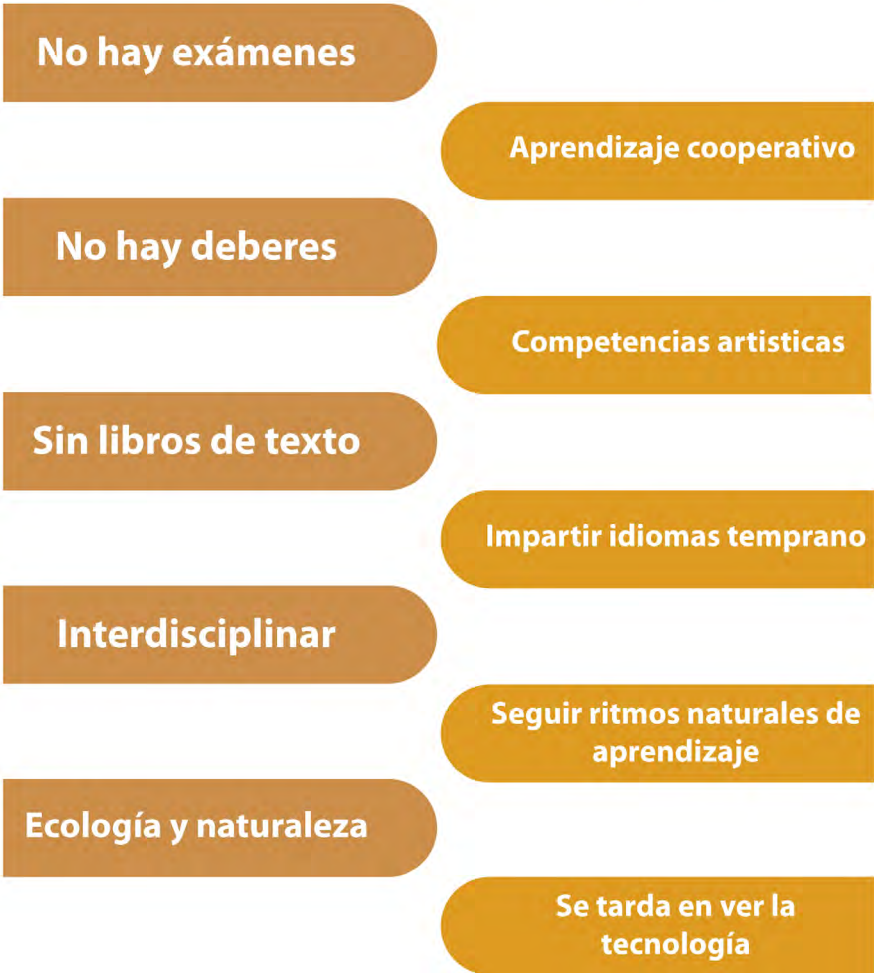 No hay exámenes
Aprendizaje cooperativo
No hay deberes
Competencias artisticas
Sin libros de texto
Impartir idiomas temprano
Interdisciplinar
Seguir ritmos naturales de
aprendizaje
Ecología y naturaleza
Se tarda en ver la
tecnología